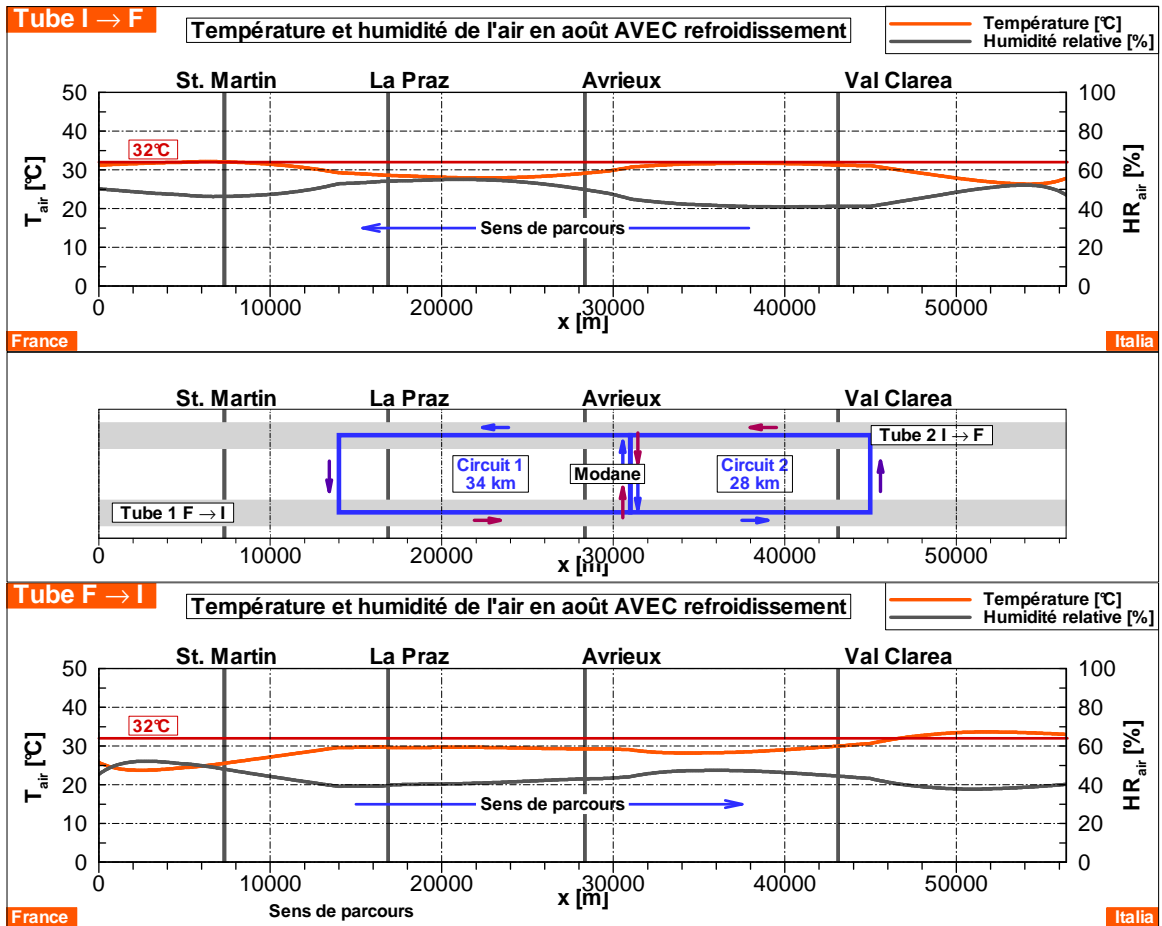 Tube I → F
Température et humidité de l'air en août AVEC refroidissement
Température [°C]
Humidité relative [%]
St. Martin La Praz Avrieux Val Clarea
50 100
40 80
32°C
30 60
20 40
10 20
0 0
T air [°C]
HR air [%]
Sens de parcours
0 10000 20000 30000 40000 50000
x [m]
France Italia
St. Martin La Praz Avrieux Val Clarea
Tube 2 I → F
Circuit 1
34 km
Modane
Circuit 2
28 km
Tube 1 F → I
0 10000 20000 30000 40000 50000
x [m]
Tube F → I
Température et humidité de l'air en août AVEC refroidissement
Température [°C]
Humidité relative [%]
St. Martin La Praz Avrieux Val Clarea
50 100
40 80
32°C
30 60
20 40
10 20
0 0
T air [°C]
HR air [%]
Sens de parcours
0 10000 20000 30000 40000 50000
x [m]
Sens de parcours
France Italia